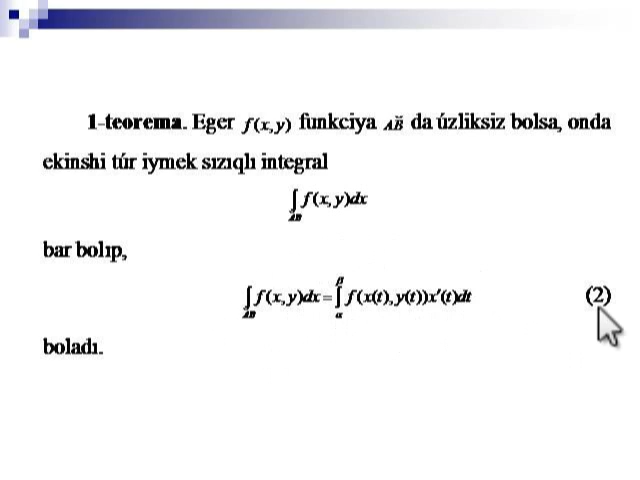 1-teorema. Eger f(x,y) funkciya AB̆ da úzliksiz bolsa, onda
ekinshi túr iymek sızıqlı integral
∫_{AB} f(x,y)dx
bar bolıp,
∫_{AB} f(x,y)dx = ∫_α^β f(x(t),y(t))x′(t)dt (2)
boladı.